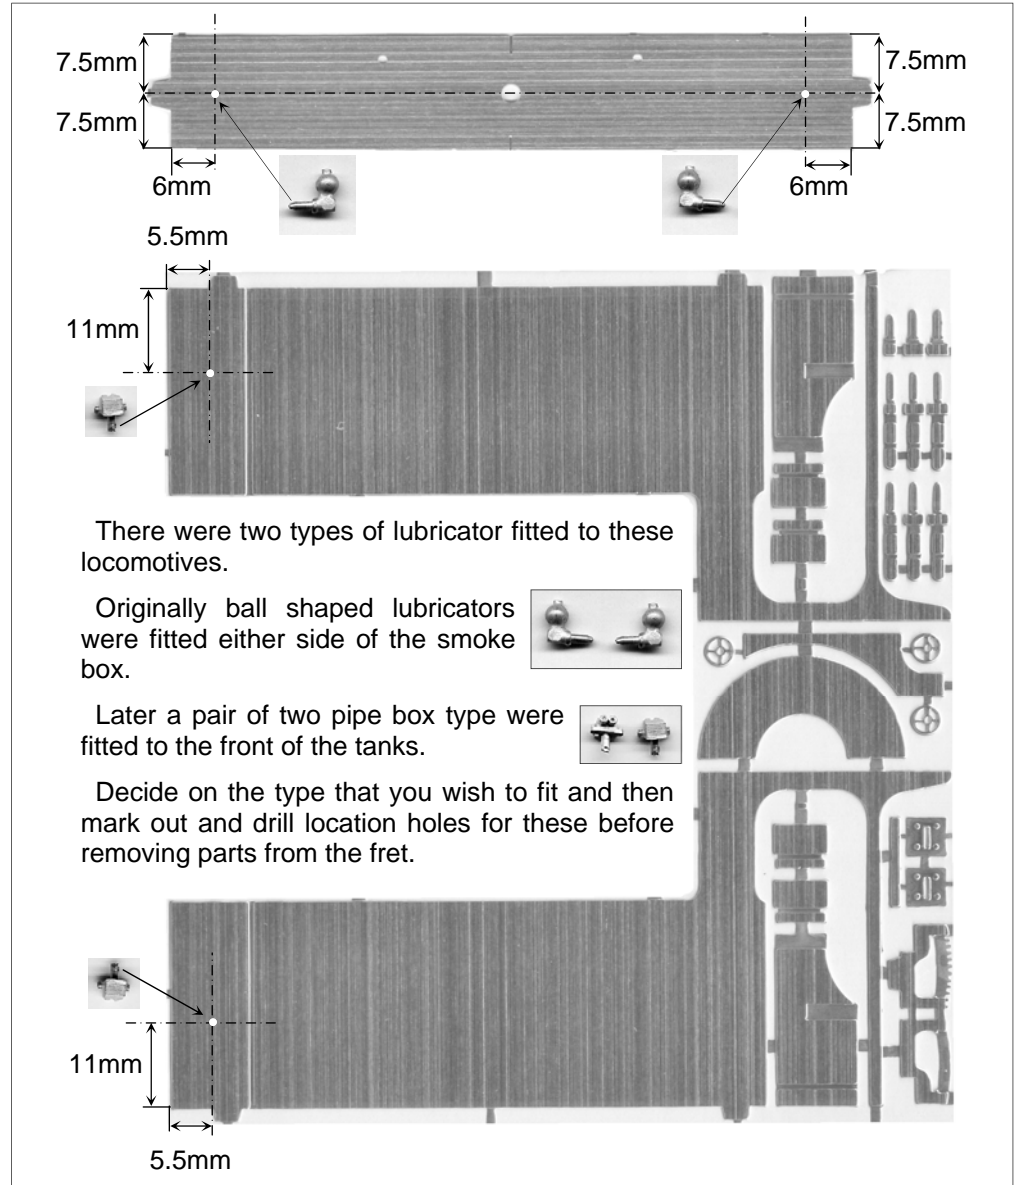 7.5mm
7.5mm
7.5mm
7.5mm
6mm
6mm
5.5mm
11mm
There were two types of lubricator fitted to these
locomotives.
Originally ball shaped lubricators
were fitted either side of the smoke
box.
Later a pair of two pipe box type were
fitted to the front of the tanks.
Decide on the type that you wish to fit and then
mark out and drill location holes for these before
removing parts from the fret.
11mm
5.5mm